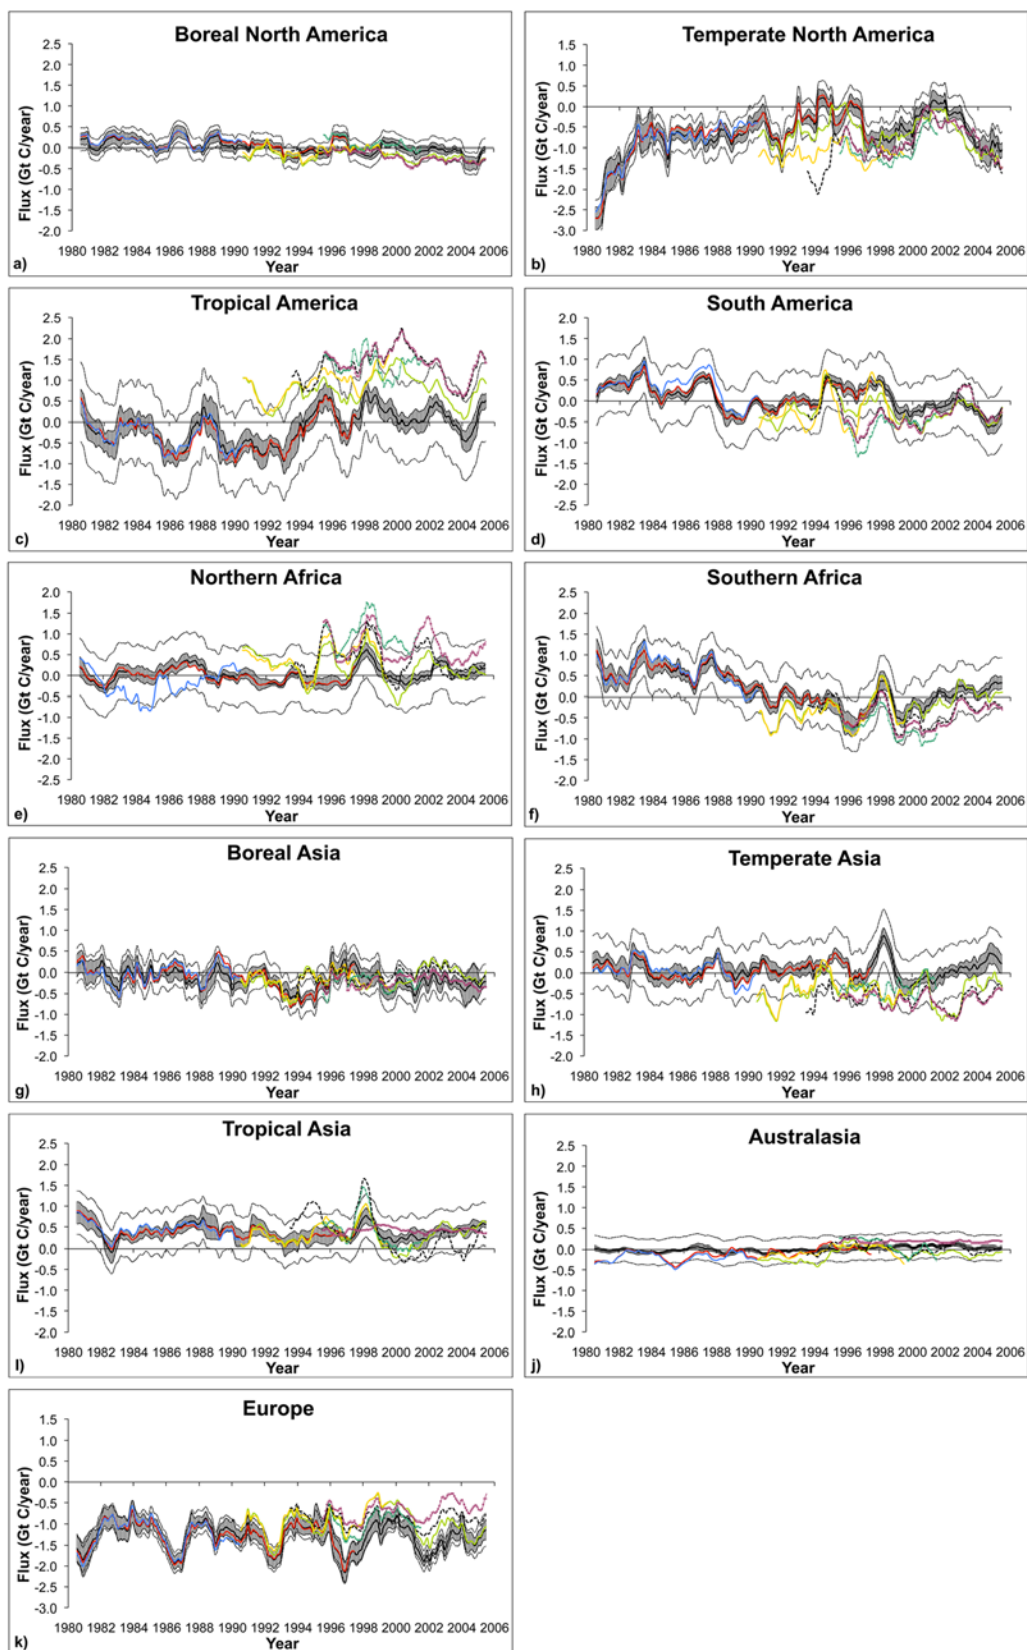 Boreal North America
2.5
2.0
1.5
1.0
0.5
0.0
-0.5
-1.0
-1.5
-2.0
Flux (Gt C/year)
1980 1982 1984 1986 1988 1990 1992 1994 1996 1998 2000 2002 2004 2006
Year
a)
Temperate North America
1.5
1.0
0.5
0.0
-0.5
-1.0
-1.5
-2.0
-2.5
-3.0
Flux (Gt C/year)
1980 1982 1984 1986 1988 1990 1992 1994 1996 1998 2000 2002 2004 2006
Year
b)
Tropical America
2.5
2.0
1.5
1.0
0.5
0.0
-0.5
-1.0
-1.5
-2.0
Flux (Gt C/year)
1980 1982 1984 1986 1988 1990 1992 1994 1996 1998 2000 2002 2004 2006
Year
c)
South America
2.0
1.5
1.0
0.5
0.0
-0.5
-1.0
-1.5
-2.0
-2.5
Flux (Gt C/year)
1980 1982 1984 1986 1988 1990 1992 1994 1996 1998 2000 2002 2004 2006
Year
d)
Northern Africa
2.0
1.5
1.0
0.5
0.0
-0.5
-1.0
-1.5
-2.0
-2.5
Flux (Gt C/year)
1980 1982 1984 1986 1988 1990 1992 1994 1996 1998 2000 2002 2004 2006
Year
e)
Southern Africa
2.5
2.0
1.5
1.0
0.5
0.0
-0.5
-1.0
-1.5
-2.0
Flux (Gt C/year)
1980 1982 1984 1986 1988 1990 1992 1994 1996 1998 2000 2002 2004 2006
Year
f)
Boreal Asia
2.5
2.0
1.5
1.0
0.5
0.0
-0.5
-1.0
-1.5
-2.0
Flux (Gt C/year)
1980 1982 1984 1986 1988 1990 1992 1994 1996 1998 2000 2002 2004 2006
Year
g)
Temperate Asia
2.5
2.0
1.5
1.0
0.5
0.0
-0.5
-1.0
-1.5
-2.0
Flux (Gt C/year)
1980 1982 1984 1986 1988 1990 1992 1994 1996 1998 2000 2002 2004 2006
Year
h)
Tropical Asia
2.5
2.0
1.5
1.0
0.5
0.0
-0.5
-1.0
-1.5
-2.0
Flux (Gt C/year)
1980 1982 1984 1986 1988 1990 1992 1994 1996 1998 2000 2002 2004 2006
Year
I)
Australasia
2.5
2.0
1.5
1.0
0.5
0.0
-0.5
-1.0
-1.5
-2.0
Flux (Gt C/year)
1980 1982 1984 1986 1988 1990 1992 1994 1996 1998 2000 2002 2004 2006
Year
j)
Europe
1.5
1.0
0.5
0.0
-0.5
-1.0
-1.5
-2.0
-2.5
-3.0
Flux (Gt C/year)
1980 1982 1984 1986 1988 1990 1992 1994 1996 1998 2000 2002 2004 2006
Year
k)